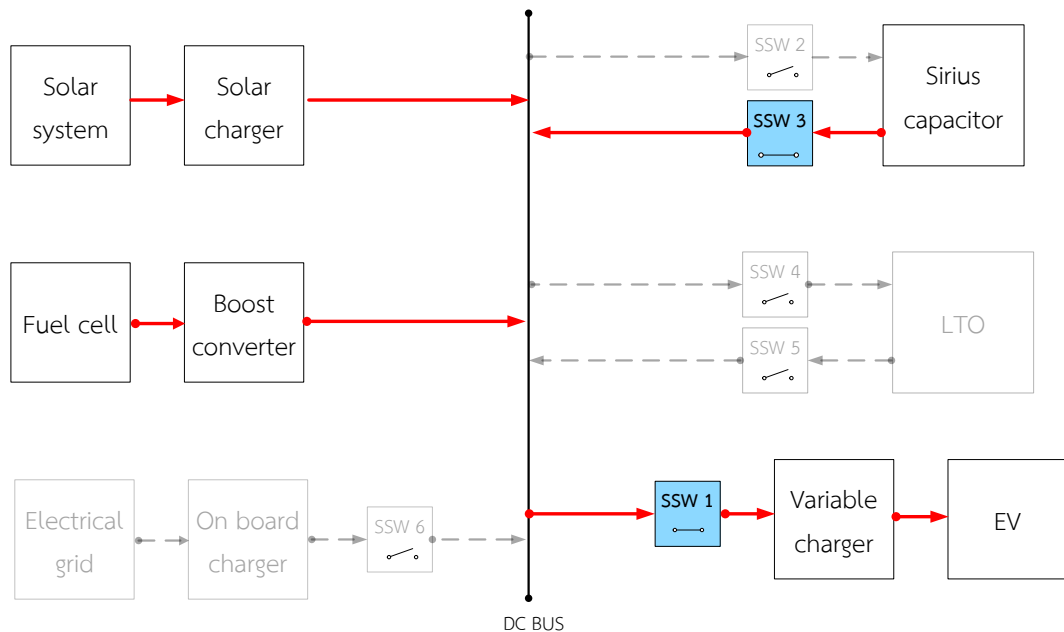 Solar
system
Solar
charger
SSW 2
SSW 3
Sirius
capacitor
Fuel cell
Boost
converter
SSW 4
SSW 5
LTO
Electrical
grid
On board
charger
SSW 6
SSW 1
Variable
charger
EV
DC BUS